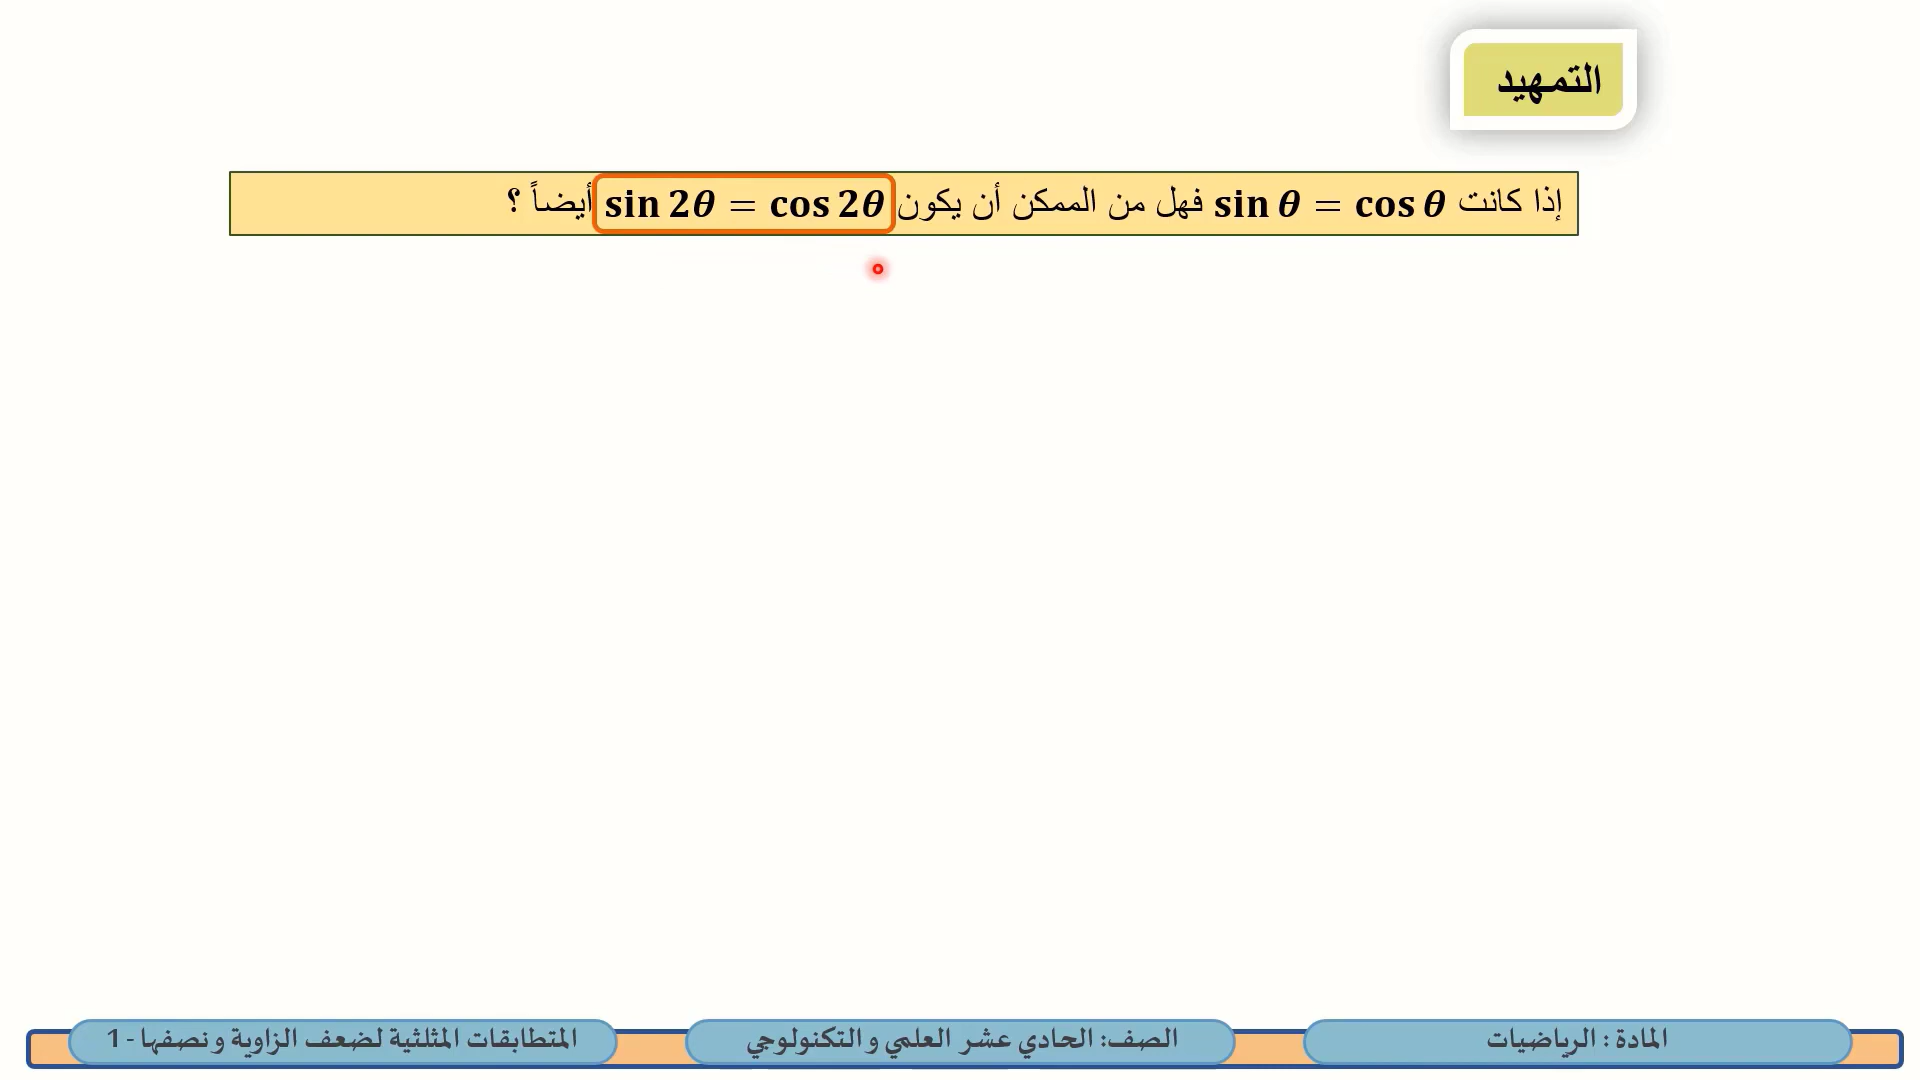 التمهيد
إذا كانت sin θ = cos θ فهل من الممكن أن يكون sin 2θ = cos 2θ أيضاً ؟
المادة : الرياضيات
الصف: الحادي عشر العلمي و التكنولوجي
المتطابقات المثلثية لضعف الزاوية و نصفها - 1